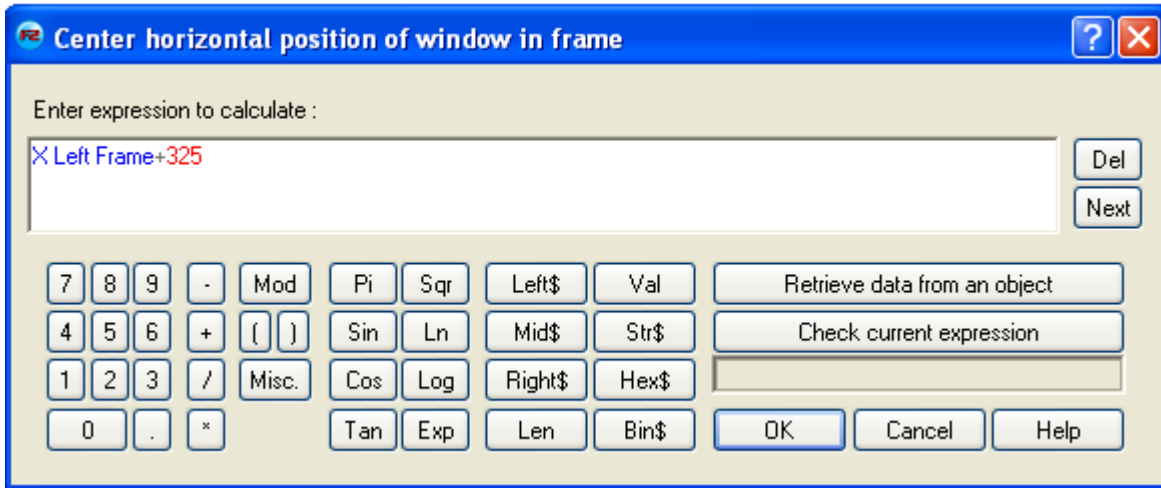 Center horizontal position of window in frame
Enter expression to calculate :
X Left Frame+325
Del
Next
7 8 9 - Mod Pi Sqr Left$ Val Retrieve data from an object
4 5 6 + ( ) Sin Ln Mid$ Str$ Check current expression
1 2 3 / Misc. Cos Log Right$ Hex$
0 . * Tan Exp Len Bin$ OK Cancel Help